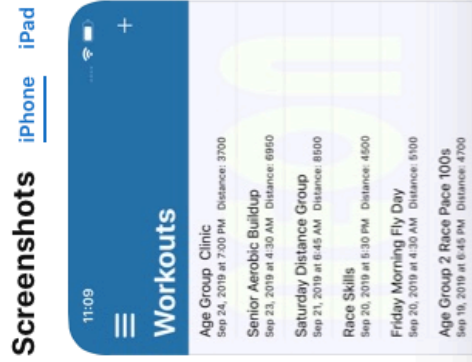 Screenshots iPhone iPad
11:09
Workouts
Age Group Clinic
Sep 24, 2019 at 7:00 PM Distance: 3700
Senior Aerobic Buildup
Sep 23, 2019 at 4:30 AM Distance: 6950
Saturday Distance Group
Sep 21, 2019 at 6:45 AM Distance: 8500
Race Skills
Sep 20, 2019 at 5:30 PM Distance: 4500
Friday Morning Fly Day
Sep 20, 2019 at 4:30 AM Distance: 5100
Age Group 2 Race Pace 100s
Sep 19, 2019 at 6:45 PM Distance: 4700